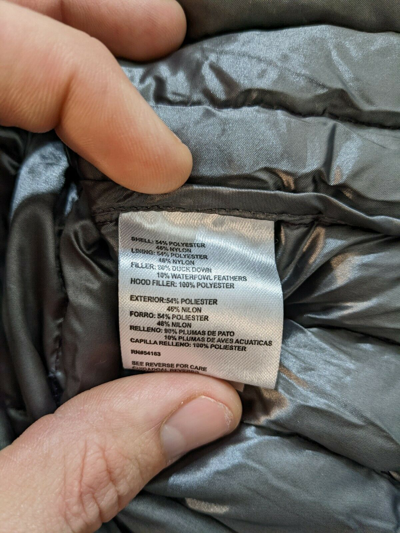 SHELL: 54% POLYESTER
46% NYLON
LINING: 54% POLYESTER
46% NYLON
FILLER: 90% DUCK DOWN
10% WATERFOWL FEATHERS
HOOD FILLER: 100% POLYESTER
EXTERIOR:54% POLIESTER
46% NILON
FORRO: 54% POLIESTER
46% NILON
RELLENO: 90% PLUMAS DE PATO
10% PLUMAS DE AVES ACUATICAS
CAPILLA RELLENO: 100% POLIESTER
SEE REVERSE FOR CARE